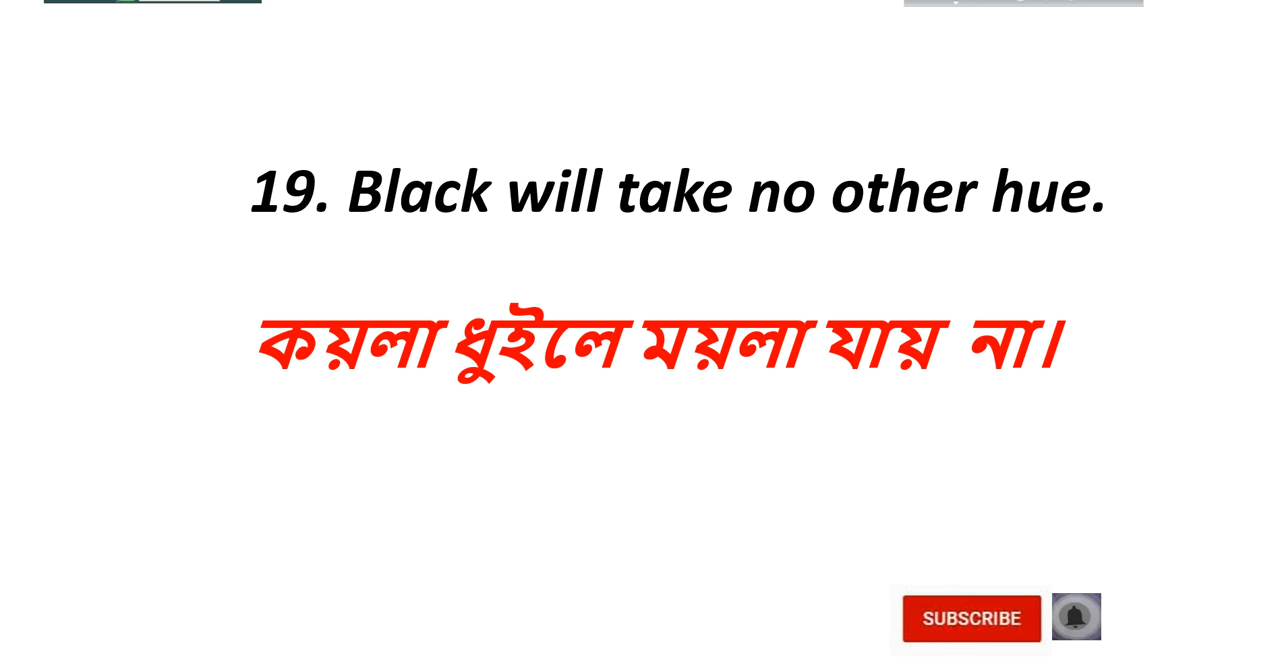 19. Black will take no other hue.
কয়লা ধুইলে ময়লা যায় না।
SUBSCRIBE